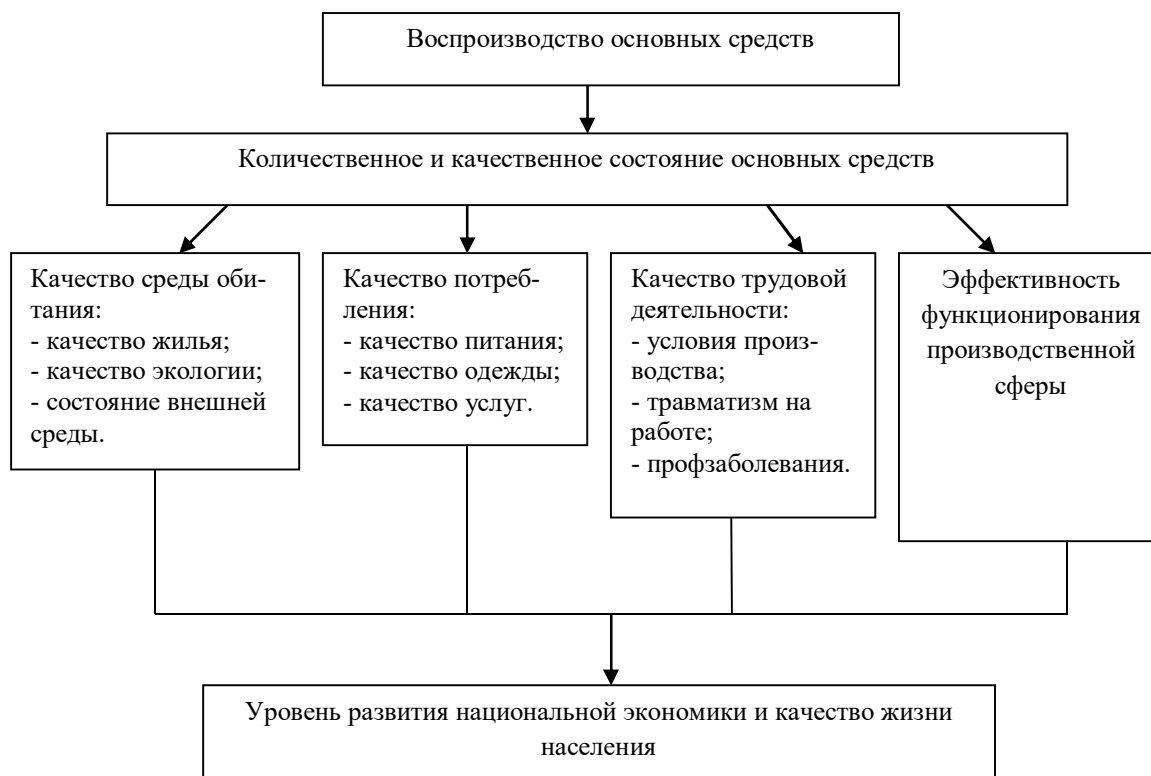 Воспроизводство основных средств
Количественное и качественное состояние основных средств
Качество среды оби-
тания:
- качество жилья;
- качество экологии;
- состояние внешней
среды.
Качество потреб-
ления:
- качество питания;
- качество одежды;
- качество услуг.
Качество трудовой
деятельности:
- условия произ-
водства;
- травматизм на
работе;
- профзаболевания.
Эффективность
функционирования
производственной
сферы
Уровень развития национальной экономики и качество жизни
населения